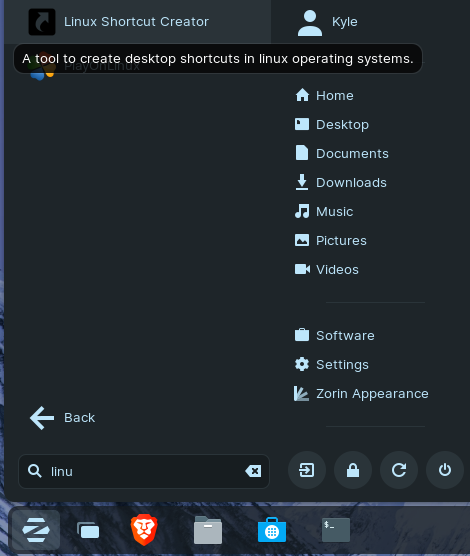 Linux Shortcut Creator
Kyle
A tool to create desktop shortcuts in linux operating systems.
PlayOnLinux
Home
Desktop
Documents
Downloads
Music
Pictures
Videos
Software
Settings
Zorin Appearance
Back
linu
$_